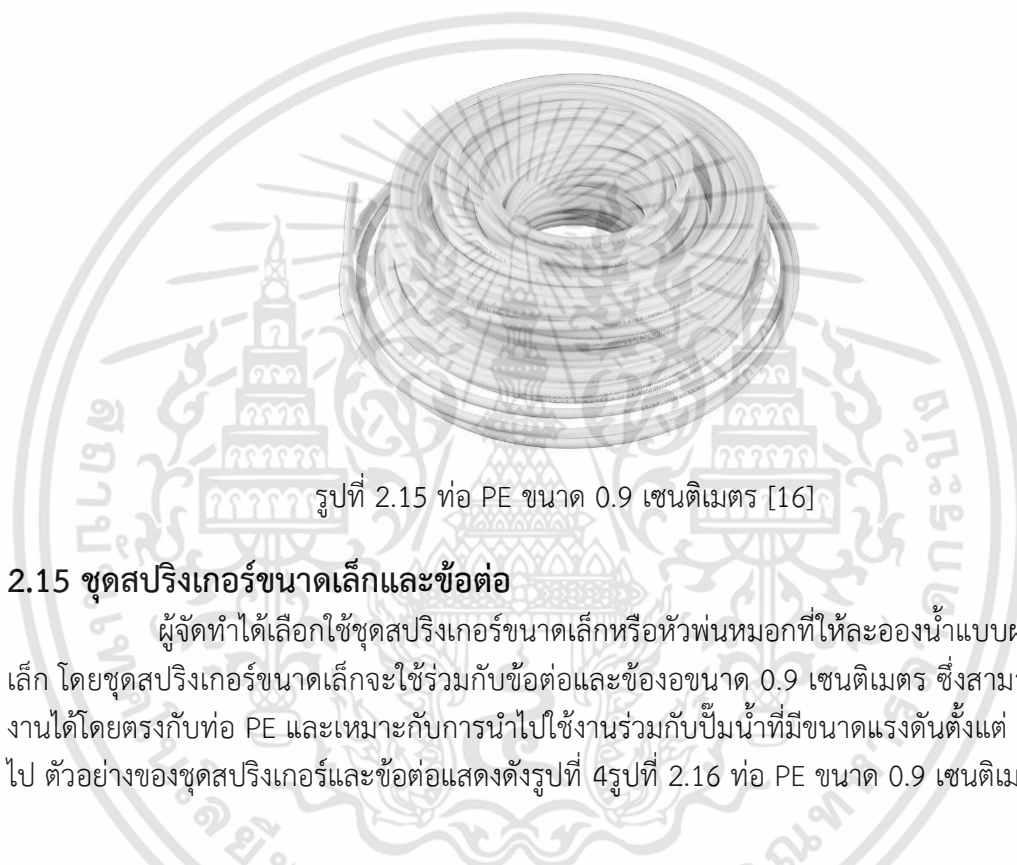 รูปที่ 2.15 ท่อ PE ขนาด 0.9 เซนติเมตร [16]
2.15 ชุดสปริงเกอร์ขนาดเล็กและข้อต่อ
ผู้จัดทำได้เลือกใช้ชุดสปริงเกอร์ขนาดเล็กหรือหัวพ่นหมอกที่ให้ละอองน้ำแบบ
เล็ก โดยชุดสปริงเกอร์ขนาดเล็กจะใช้ร่วมกับข้อต่อและข้องอขนาด 0.9 เซนติเมตร ซึ่งสามา
งานได้โดยตรงกับท่อ PE และเหมาะกับการนำไปใช้งานร่วมกับปั๊มน้ำที่มีขนาดแรงดันตั้งแต่
ไป ตัวอย่างของชุดสปริงเกอร์และข้อต่อแสดงดังรูปที่ 4รูปที่ 2.16 ท่อ PE ขนาด 0.9 เซนติเม